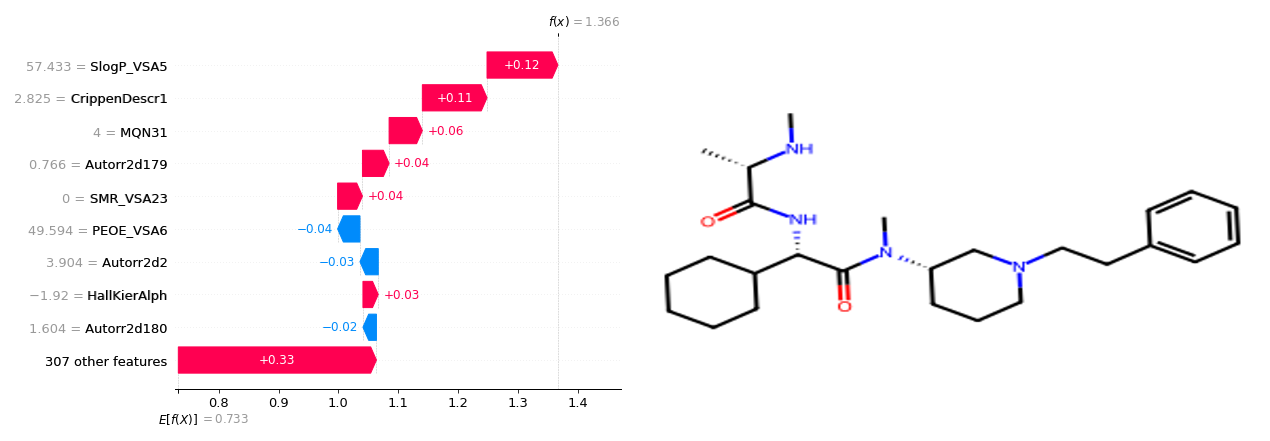 f(x) = 1.366
57.433 = SlogP_VSA5
+0.12
2.825 = CrippenDescr1
+0.11
4 = MQN31
+0.06
0.766 = Autorr2d179
+0.04
0 = SMR_VSA23
+0.04
49.594 = PEOE_VSA6
−0.04
3.904 = Autorr2d2
−0.03
−1.92 = HallKierAlph
+0.03
1.604 = Autorr2d180
−0.02
307 other features
+0.33
0.8 0.9 1.0 1.1 1.2 1.3 1.4
E[f(X)] = 0.733
NH
O
NH
N
O
N